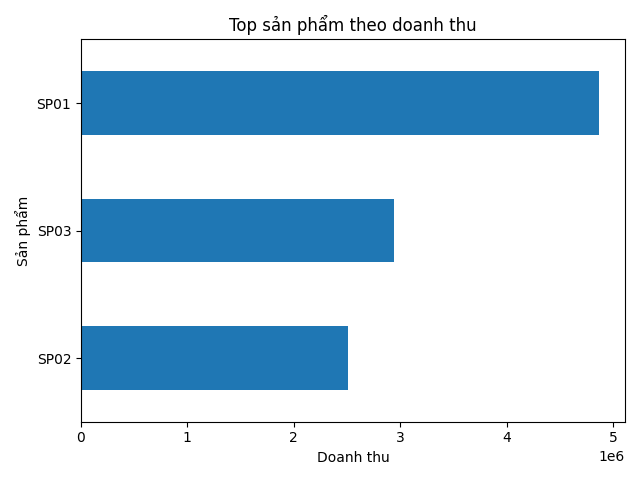 Top sản phẩm theo doanh thu
Sản phẩm
SP01
SP03
SP02
0 1 2 3 4 5
1e6
Doanh thu